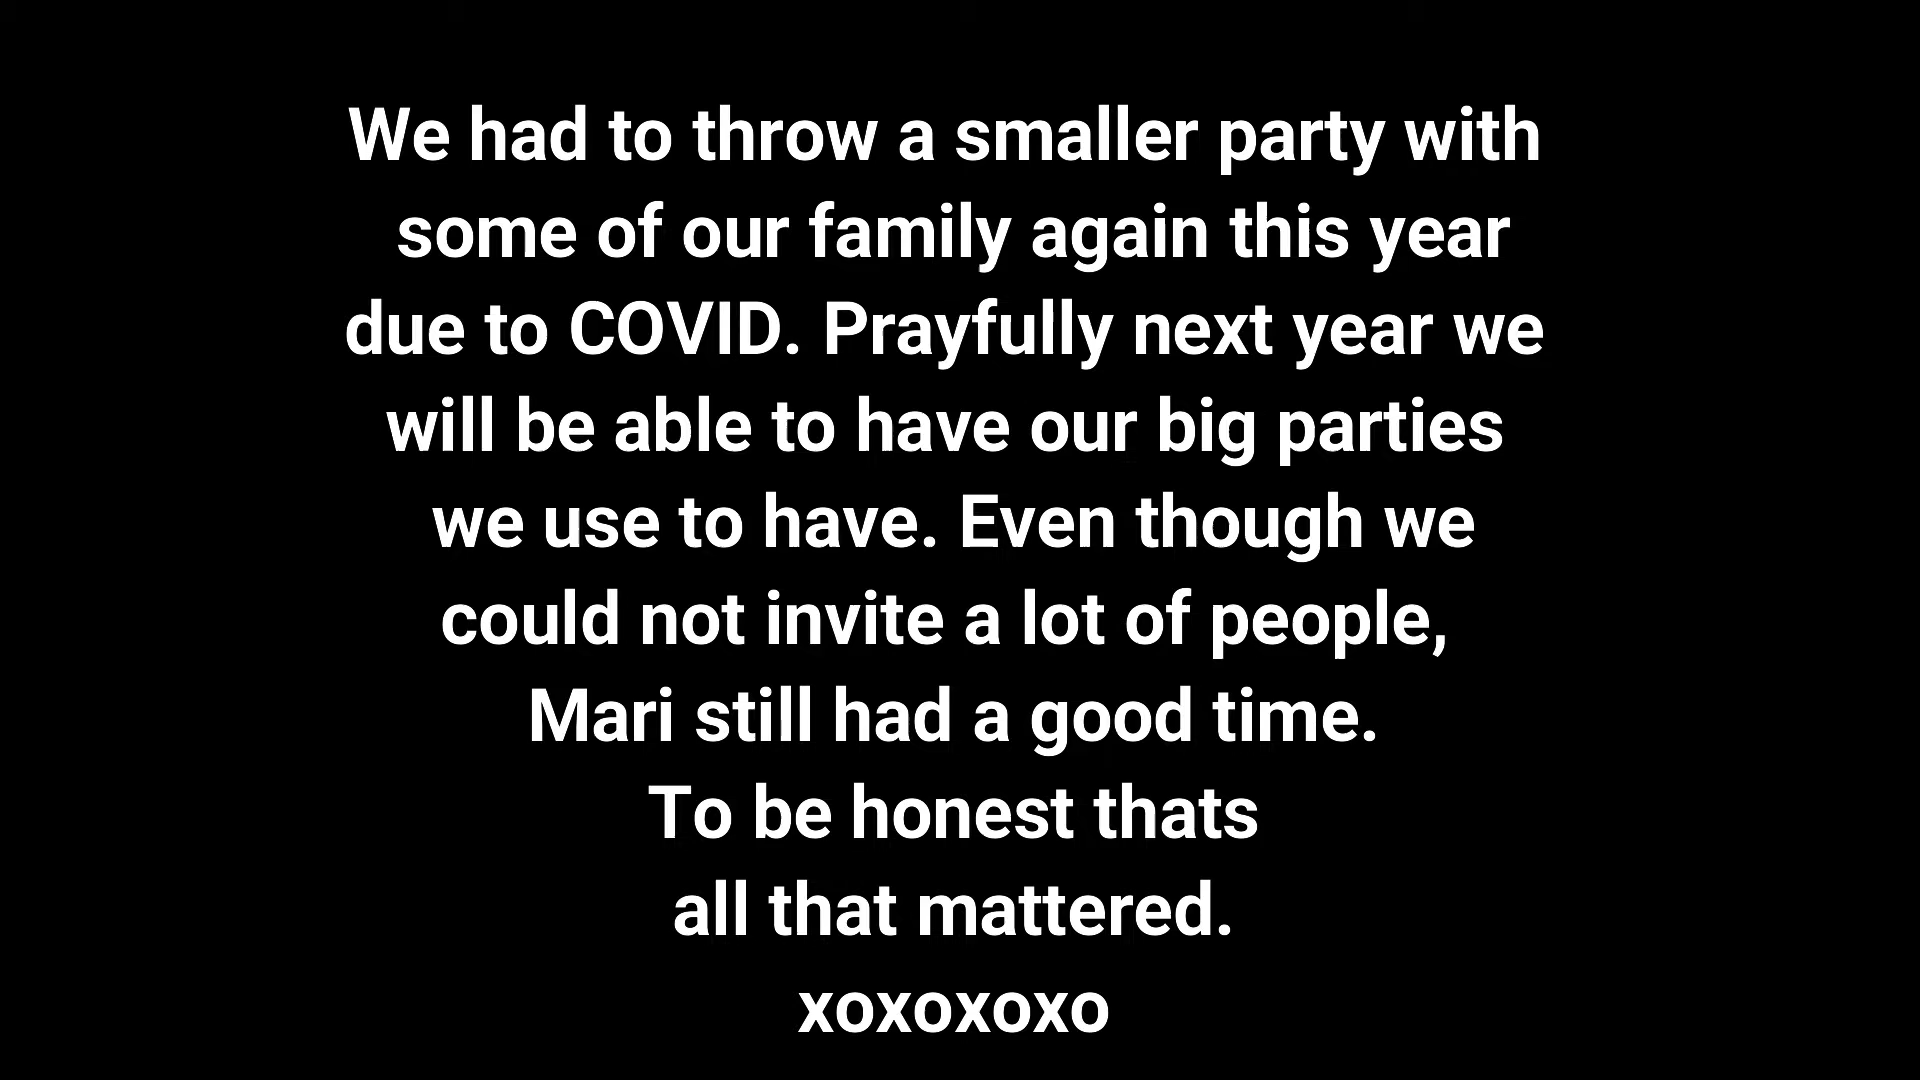 We had to throw a smaller party with
some of our family again this year
due to COVID. Prayfully next year we
will be able to have our big parties
we use to have. Even though we
could not invite a lot of people,
Mari still had a good time.
To be honest thats
all that mattered.
xoxoxoxo